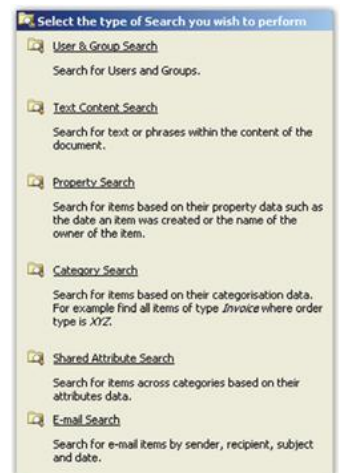 Select the type of Search you wish to perform
User & Group Search
Search for Users and Groups.
Text Content Search
Search for text or phrases within the content of the
document.
Property Search
Search for items based on their property data such as
the date an item was created or the name of the
owner of the item.
Category Search
Search for items based on their categorisation data.
For example find all items of type Invoice where order
type is XYZ.
Shared Attribute Search
Search for items across categories based on their
attributes data.
E-mail Search
Search for e-mail items by sender, recipient, subject
and date.